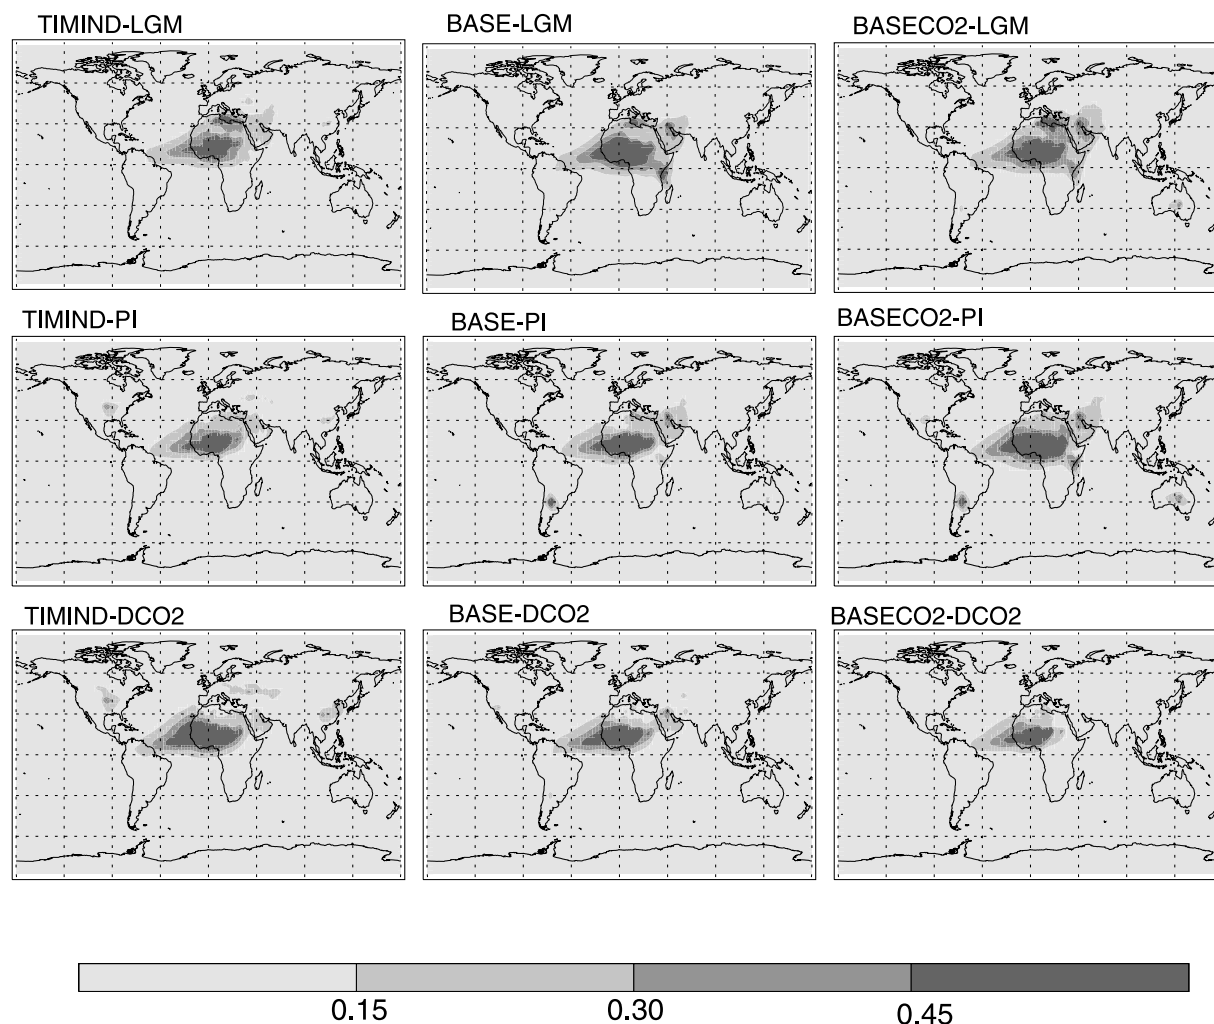 TIMIND-LGM
BASE-LGM
BASECO2-LGM
TIMIND-PI
BASE-PI
BASECO2-PI
TIMIND-DCO2
BASE-DCO2
BASECO2-DCO2
0.15
0.30
0.45